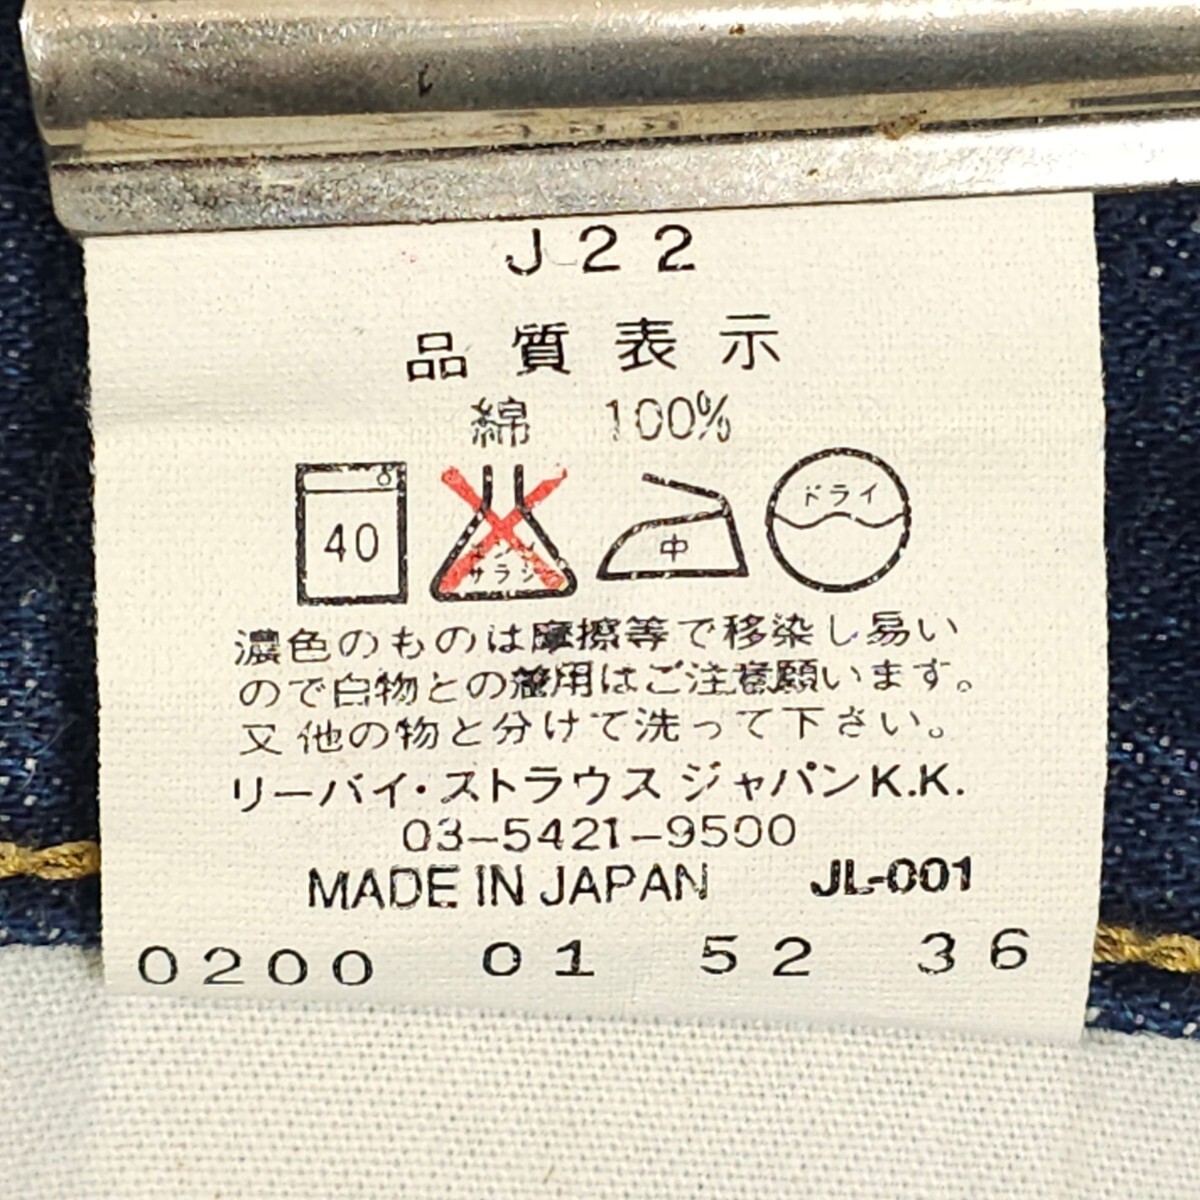 J22
品質表示
綿 100%
40 エンソ サラシ 中 ドライ
濃色のものは摩擦等で移染し易い
ので白物との着用はご注意願います。
又他の物と分けて洗って下さい。
リーバイ・ストラウス ジャパンK.K.
03-5421-9500
MADE IN JAPAN JL-001
0200 01 52 36